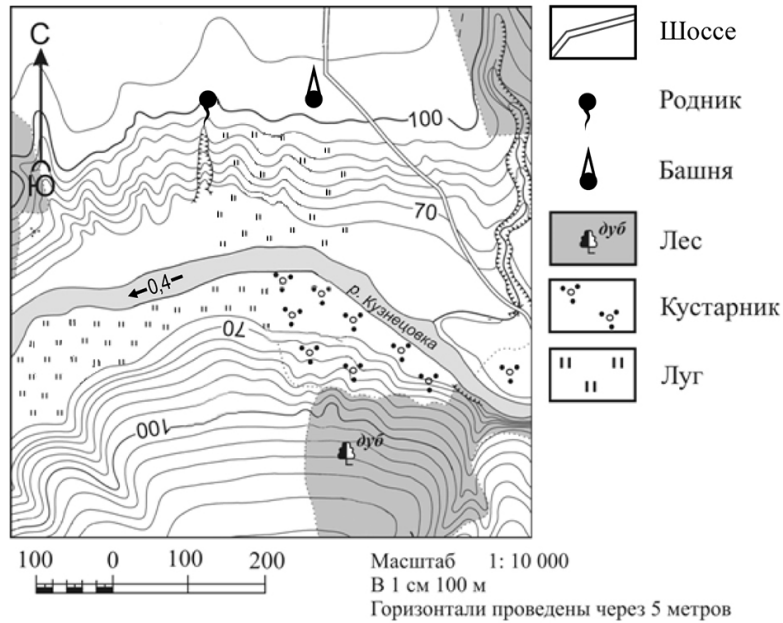 С
Ю
100
70
0,4
р. Кузнецовка
70
100
дуб
Шоссе
Родник
Башня
дуб
Лес
Кустарник
Луг
100 0 100 200
Масштаб 1: 10 000
В 1 см 100 м
Горизонтали проведены через 5 метров